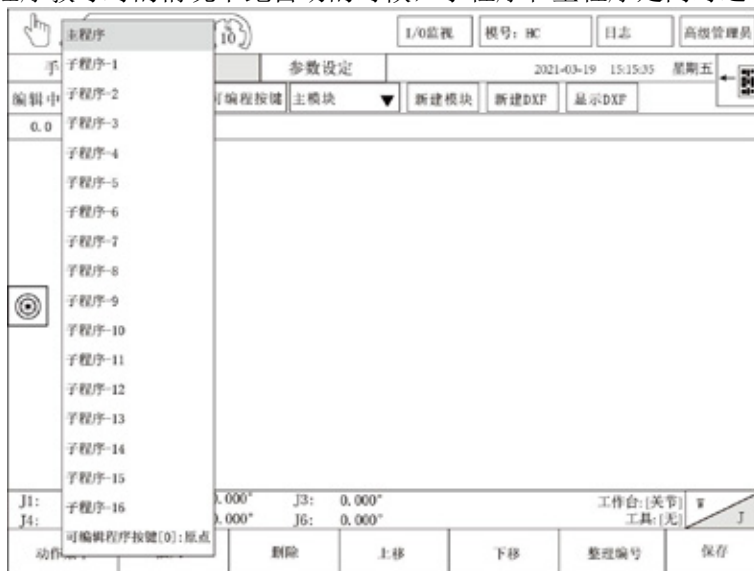 主程序
10
I/O监视
模号: HC
日志
高级管理员
手
参数设定
2021-03-19 15:15:35 星期五
编辑中
可编程按键
主模块
新建模块
新建DXF
显示DXF
0.0
子程序-1
子程序-2
子程序-3
子程序-4
子程序-5
子程序-6
子程序-7
子程序-8
子程序-9
子程序-10
子程序-11
子程序-12
子程序-13
子程序-14
子程序-15
子程序-16
可编辑程序按键[0]:原点
J1: 0.000° J3: 0.000° 工作台:[关节]
J4: 0.000° J6: 0.000° 工具:[无]
J
动作
删除
上移
下移
整理编号
保存